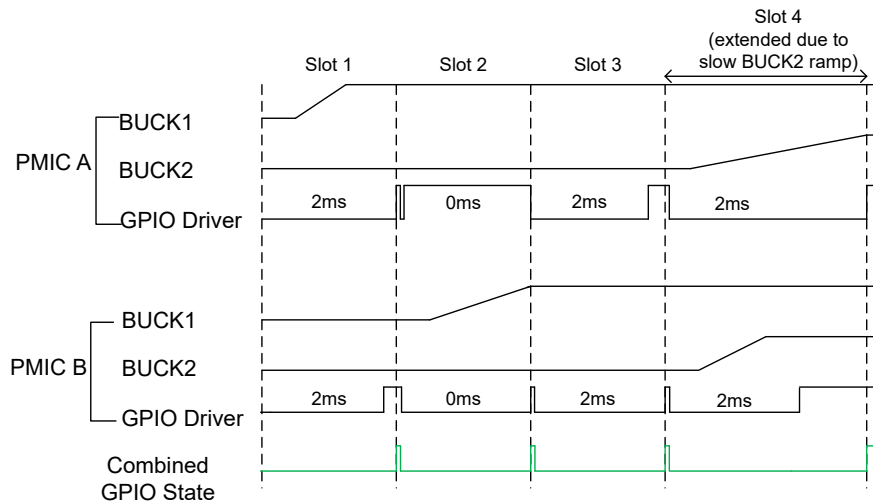 Slot 4
(extended due to
slow BUCK2 ramp)
Slot 1 Slot 2 Slot 3
BUCK1
PMIC A
BUCK2
2ms 0ms 2ms 2ms
GPIO Driver
BUCK1
PMIC B
BUCK2
2ms 0ms 2ms 2ms
GPIO Driver
Combined
GPIO State